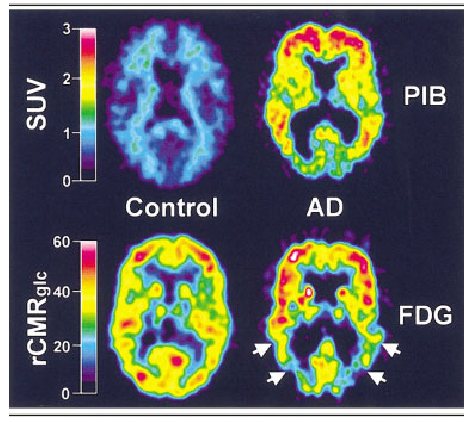 3
2
1
0
SUV
PIB
Control
AD
60
40
20
0
rCMRglc
FDG